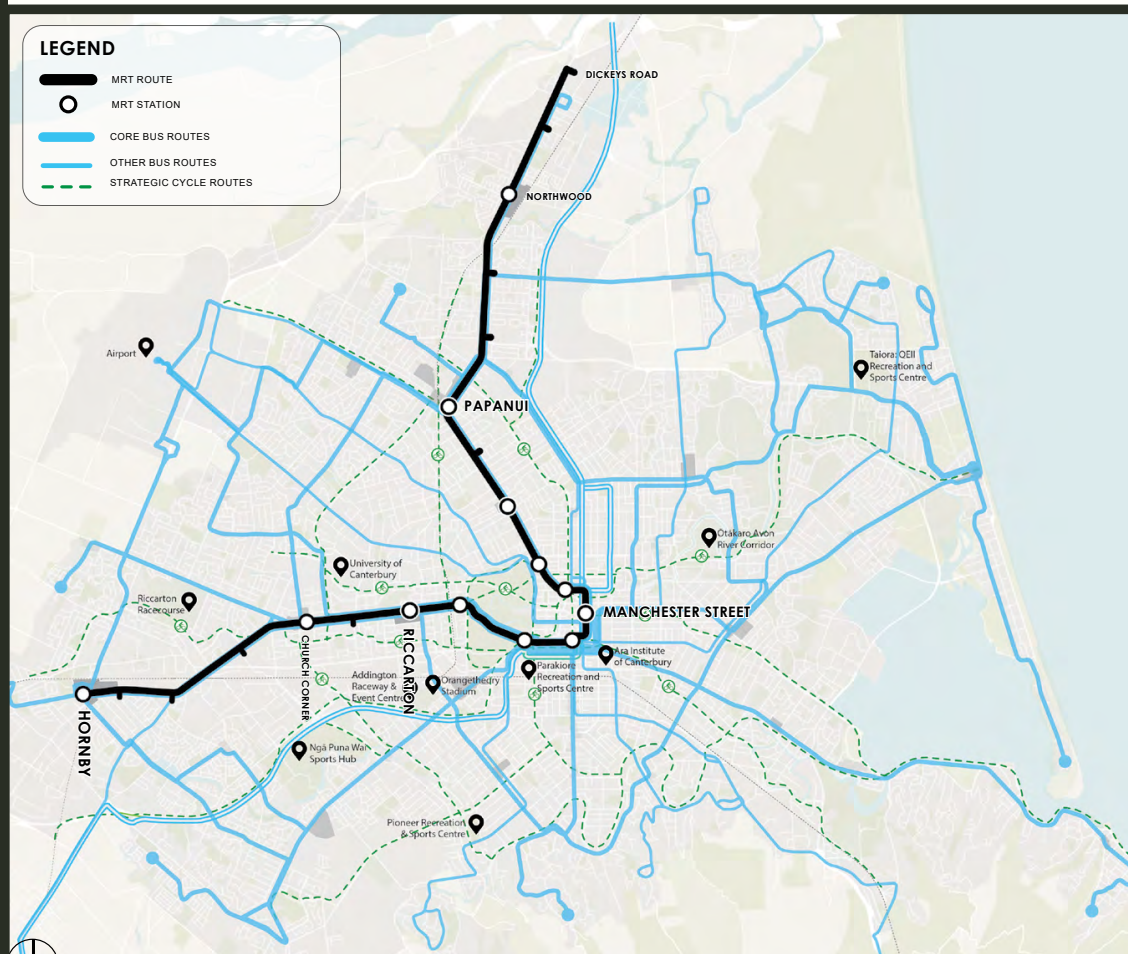 LEGEND
MRT ROUTE
MRT STATION
CORE BUS ROUTES
OTHER BUS ROUTES
STRATEGIC CYCLE ROUTES
DICKEYS ROAD
NORTHWOOD
Airport
Taiora: QEII
Recreation and
Sports Centre
PAPANUI
Ōtākaro Avon
River Corridor
University of
Canterbury
Riccarton
Racecourse
MANCHESTER STREET
CHURCH CORNER
RICCARTON
Ara Institute
of Canterbury
Parakiore
Recreation and
Sports Centre
Addington
Raceway &
Event Centre
Orangetheory
Stadium
HORNBY
Ngā Puna Wai
Sports Hub
Pioneer Recreation
& Sports Centre